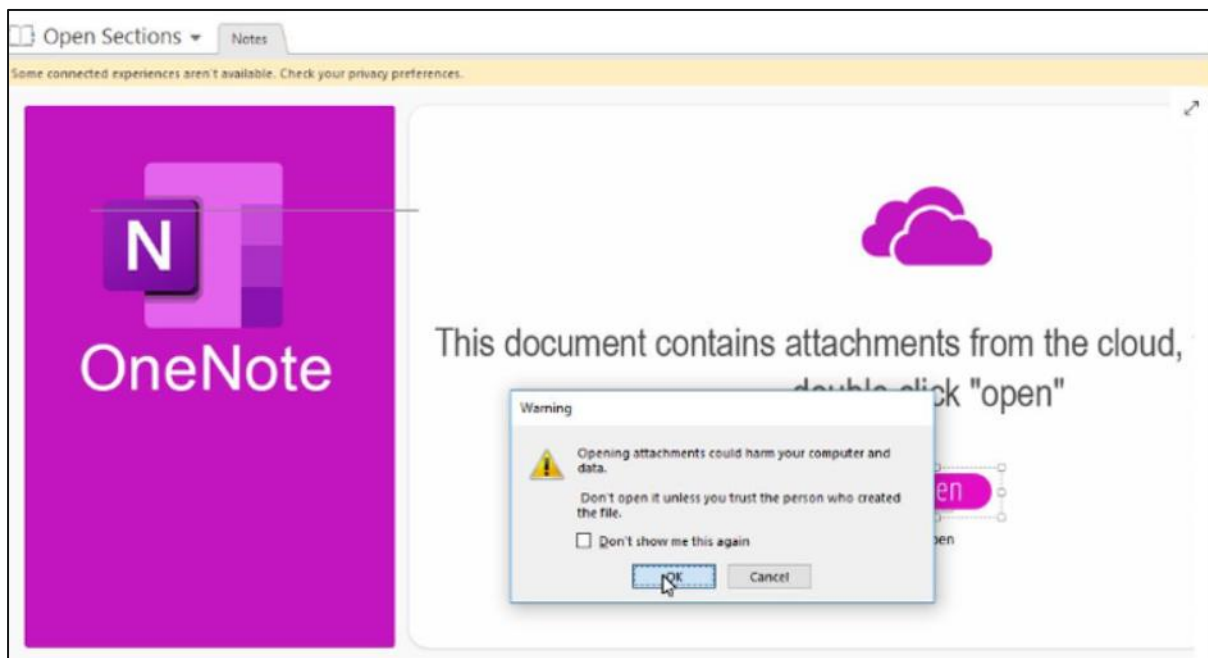 Open Sections
Notes
Some connected experiences aren't available. Check your privacy preferences.
N
OneNote
This document contains attachments from the cloud,
double click "open"
Warning
Opening attachments could harm your computer and
data.
Don't open it unless you trust the person who created
the file.
Don't show me this again
OK
Cancel